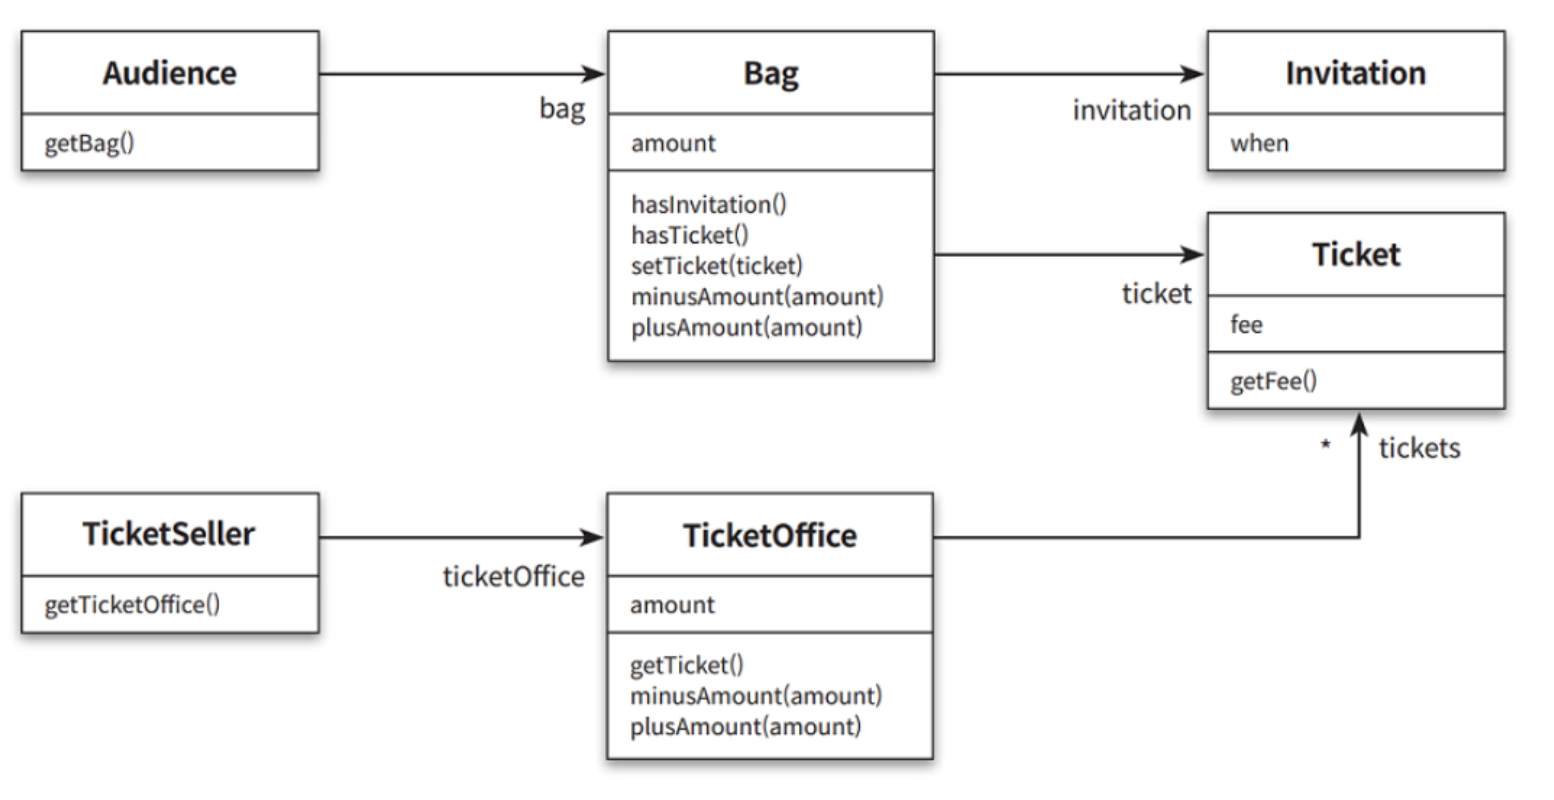 Audience
getBag()
bag
Bag
amount
hasInvitation()
hasTicket()
setTicket(ticket)
minusAmount(amount)
plusAmount(amount)
invitation
Invitation
when
ticket
Ticket
fee
getFee()
* tickets
TicketSeller
getTicketOffice()
ticketOffice
TicketOffice
amount
getTicket()
minusAmount(amount)
plusAmount(amount)